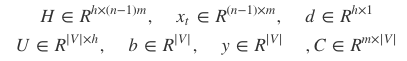 H ∈ R^{h×(n−1)m}, x_t ∈ R^{(n−1)×m}, d ∈ R^{h×1}
U ∈ R^{|V|×h}, b ∈ R^{|V|}, y ∈ R^{|V|} , C ∈ R^{m×|V|}